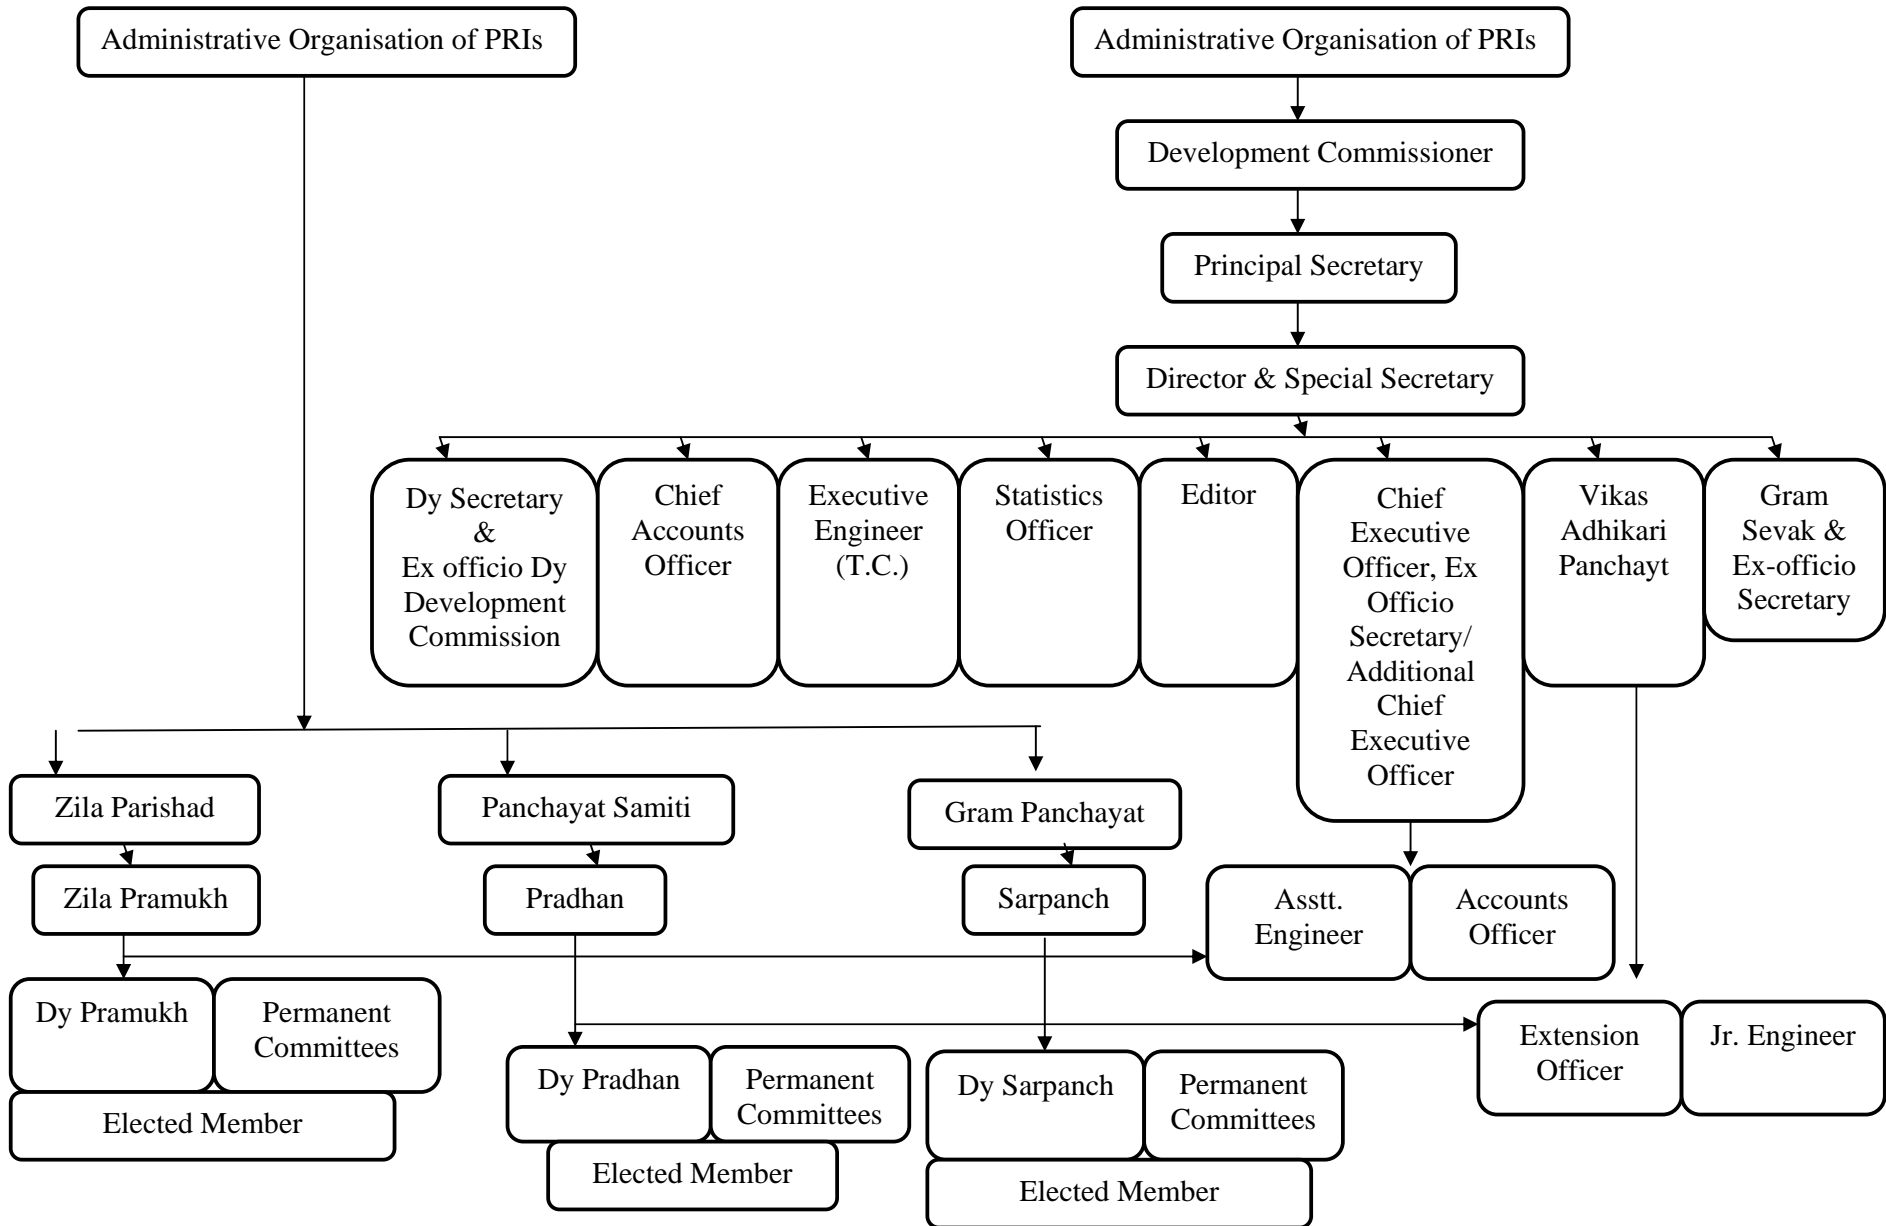 Administrative Organisation of PRIs
Administrative Organisation of PRIs
Development Commissioner
Principal Secretary
Director & Special Secretary
Dy Secretary
&
Ex officio Dy
Development
Commission
Chief
Accounts
Officer
Executive
Engineer
(T.C.)
Statistics
Officer
Editor
Chief
Executive
Officer, Ex
Officio
Secretary/
Additional
Chief
Executive
Officer
Vikas
Adhikari
Panchayt
Gram
Sevak &
Ex-officio
Secretary
Zila Parishad
Panchayat Samiti
Gram Panchayat
Zila Pramukh
Pradhan
Sarpanch
Asstt.
Engineer
Accounts
Officer
Dy Pramukh
Permanent
Committees
Elected Member
Dy Pradhan
Permanent
Committees
Elected Member
Dy Sarpanch
Permanent
Committees
Elected Member
Extension
Officer
Jr. Engineer